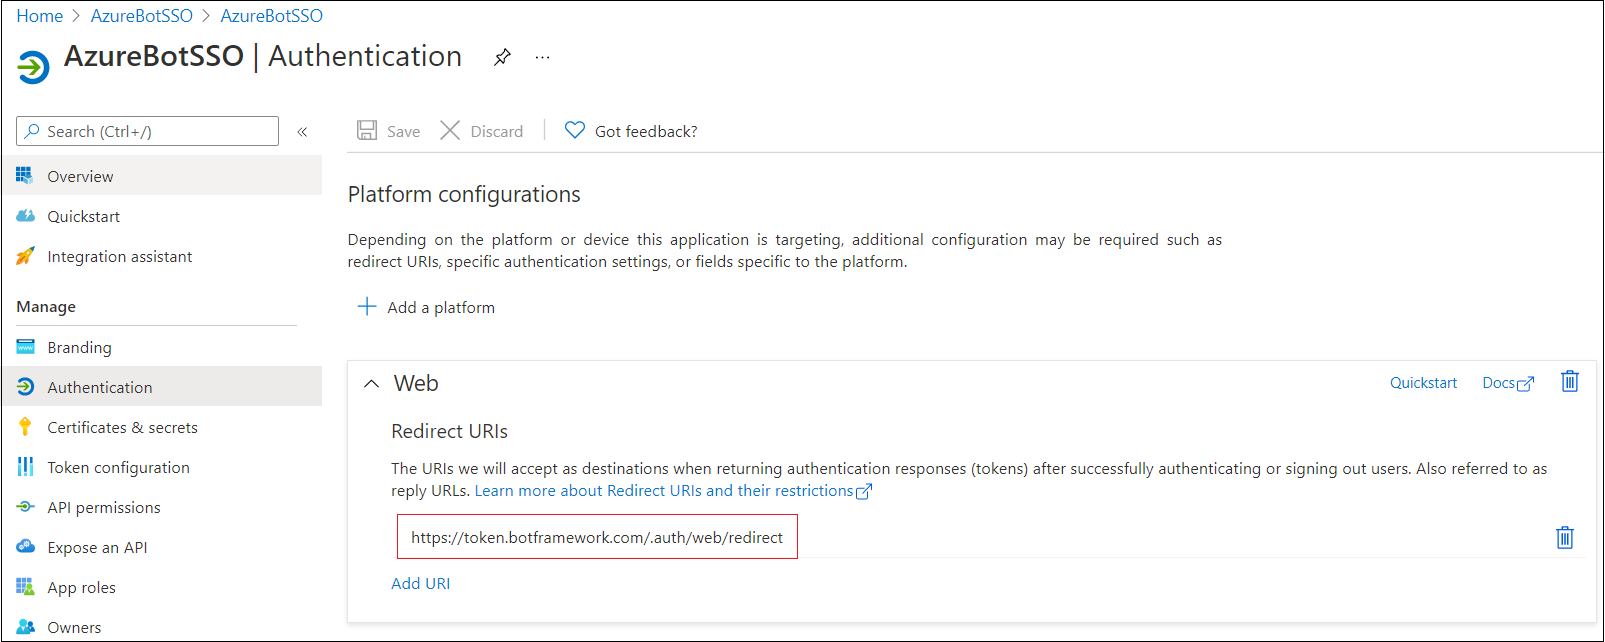 Home > AzureBotSSO > AzureBotSSO
AzureBotSSO | Authentication
Search (Ctrl+/)
Save
Discard
Got feedback?
Overview
Quickstart
Integration assistant
Manage
Branding
Authentication
Certificates & secrets
Token configuration
API permissions
Expose an API
App roles
Owners
Platform configurations
Depending on the platform or device this application is targeting, additional configuration may be required such as
redirect URIs, specific authentication settings, or fields specific to the platform.
Add a platform
Web
Quickstart
Docs
Redirect URIs
The URIs we will accept as destinations when returning authentication responses (tokens) after successfully authenticating or signing out users. Also referred to as
reply URLs. Learn more about Redirect URIs and their restrictions
https://token.botframework.com/.auth/web/redirect
Add URI